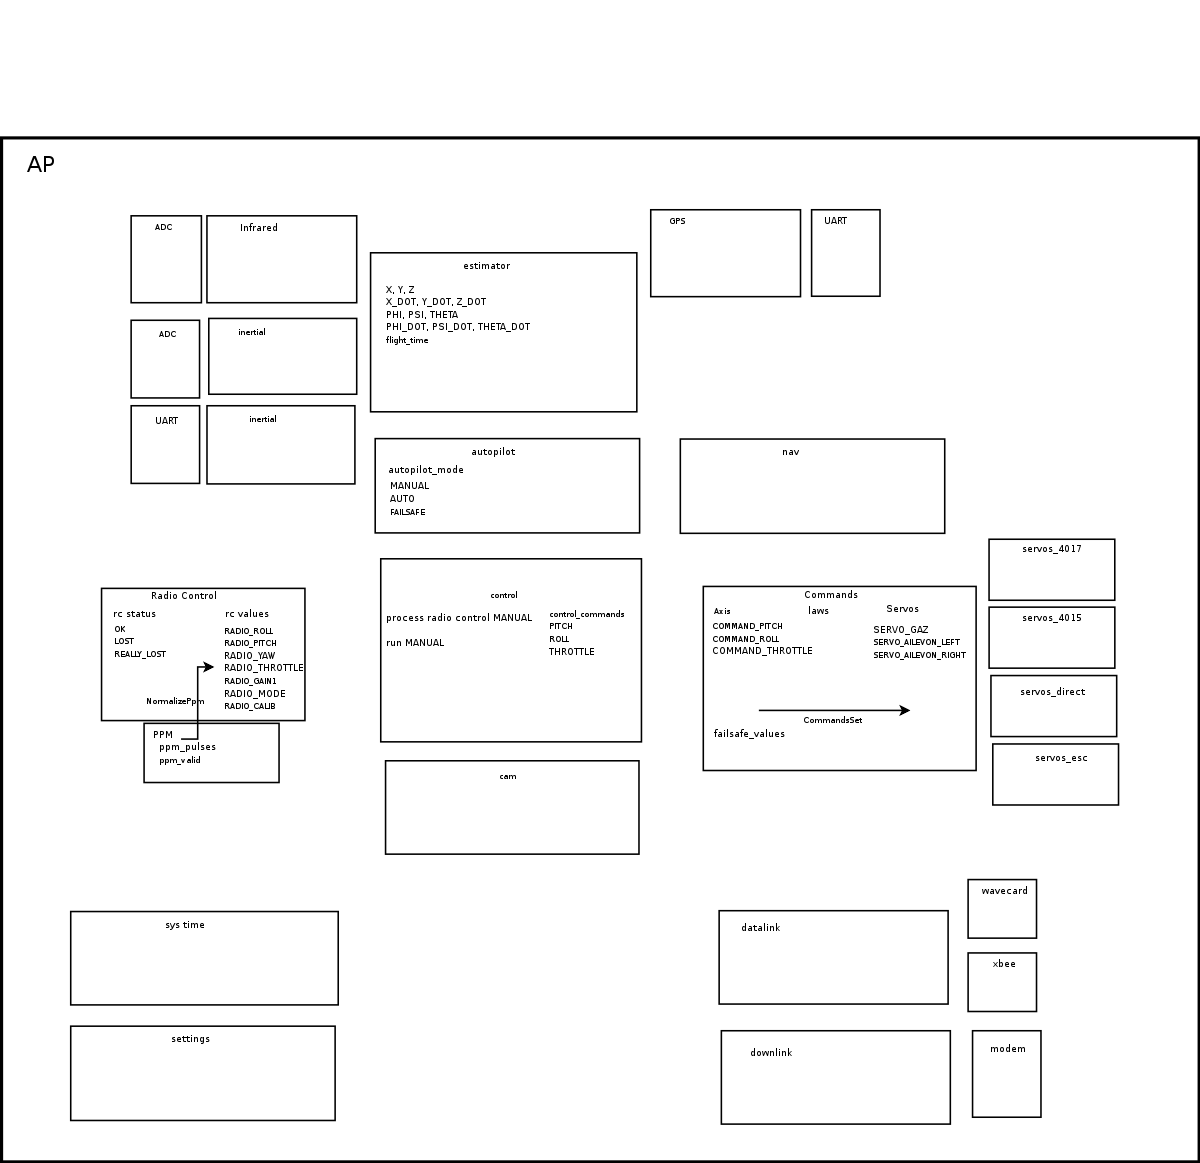 AP
ADC
Infrared
GPS
UART
estimator
X, Y, Z
X_DOT, Y_DOT, Z_DOT
PHI, PSI, THETA
PHI_DOT, PSI_DOT, THETA_DOT
flight_time
ADC
inertial
UART
inertial
autopilot
autopilot_mode
MANUAL
AUTO
FAILSAFE
nav
servos_4017
servos_4015
servos_direct
servos_esc
Radio Control
rc status
OK
LOST
REALLY_LOST
rc values
RADIO_ROLL
RADIO_PITCH
RADIO_YAW
RADIO_THROTTLE
RADIO_GAIN1
RADIO_MODE
RADIO_CALIB
NormalizePpm
PPM
ppm_pulses
ppm_valid
control
process radio control MANUAL
run MANUAL
control_commands
PITCH
ROLL
THROTTLE
Commands
Axis
COMMAND_PITCH
COMMAND_ROLL
COMMAND_THROTTLE
laws
Servos
SERVO_GAZ
SERVO_AILEVON_LEFT
SERVO_AILEVON_RIGHT
CommandsSet
failsafe_values
cam
sys time
settings
datalink
downlink
wavecard
xbee
modem